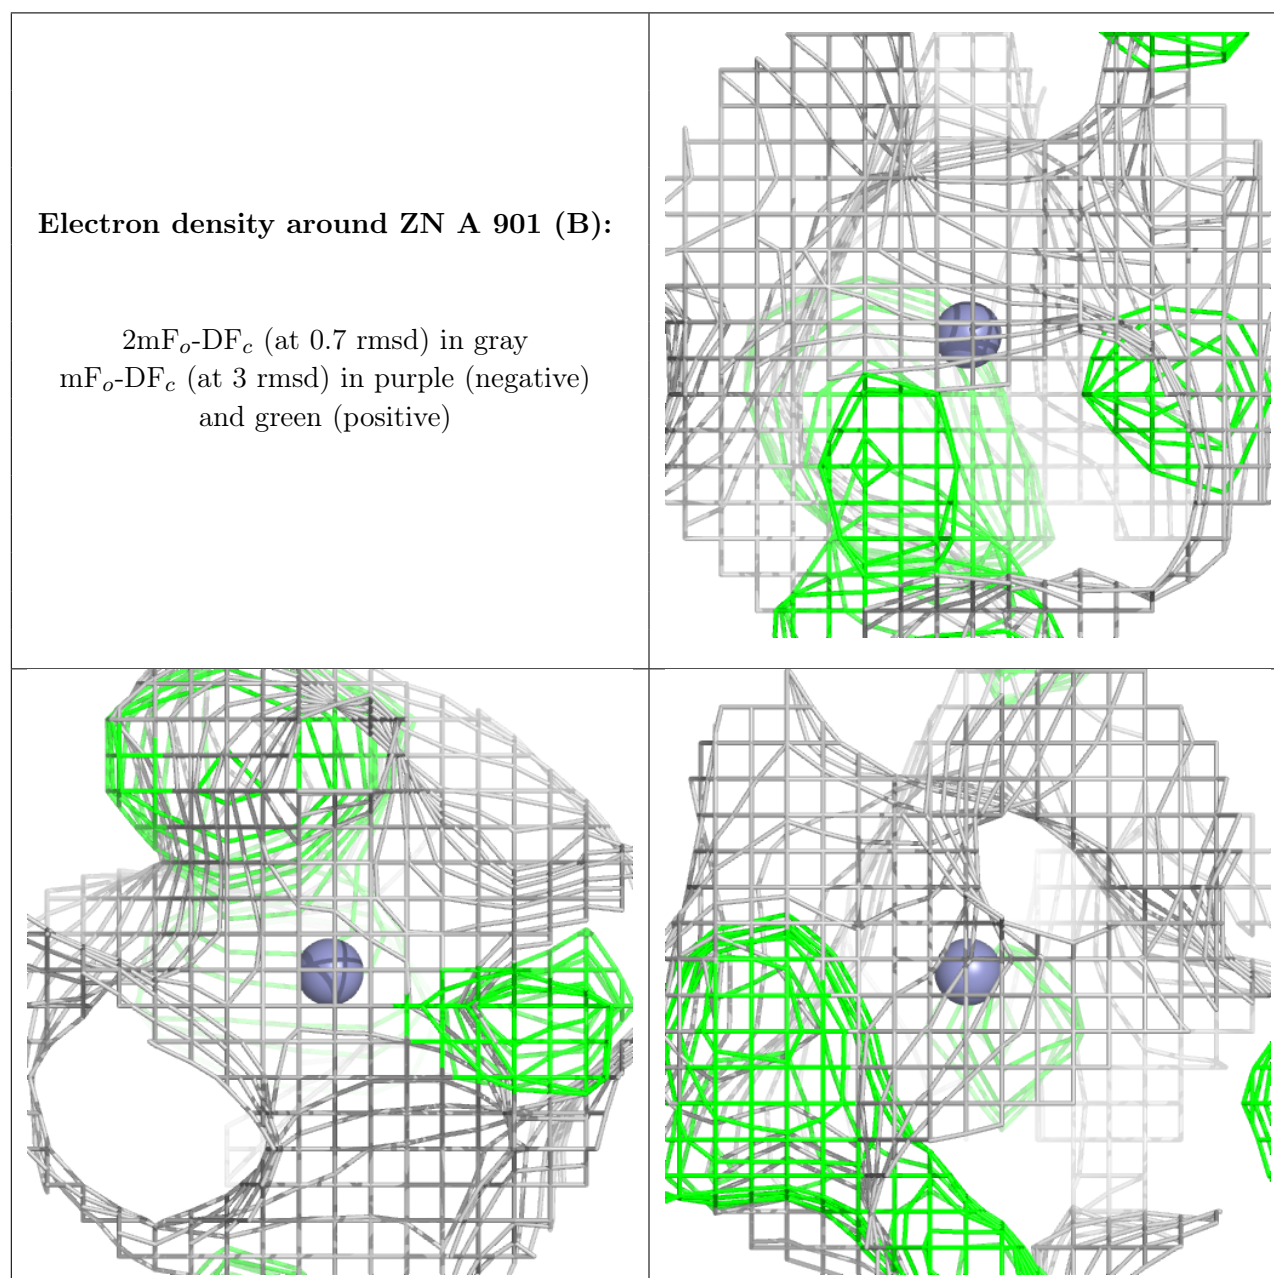 Electron density around ZN A 901 (B):
2mFo-DFc (at 0.7 rmsd) in gray
mFo-DFc (at 3 rmsd) in purple (negative)
and green (positive)